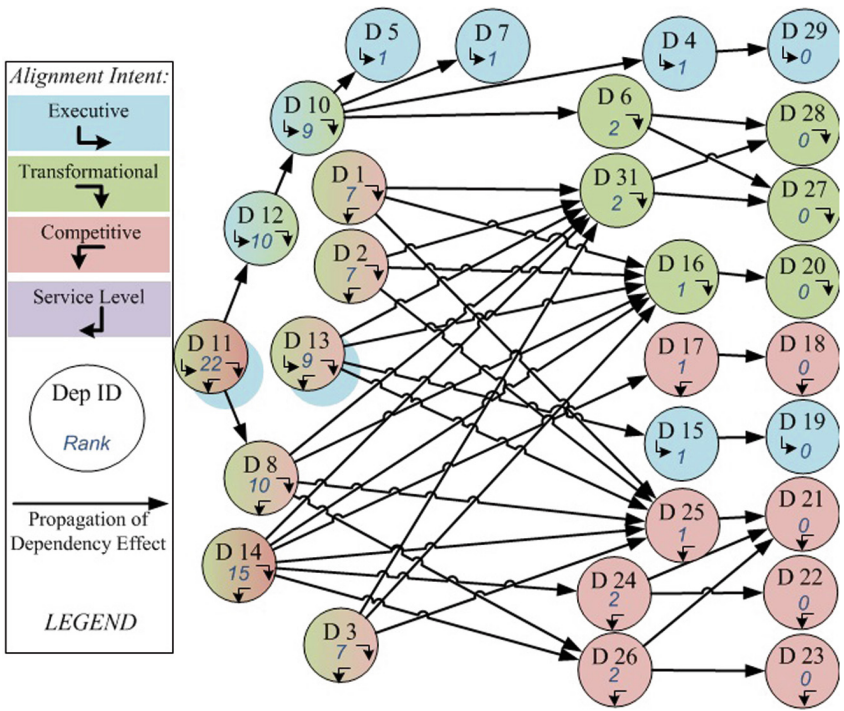 Alignment Intent:
Executive
Transformational
Competitive
Service Level
Dep ID
Rank
Propagation of
Dependency Effect
LEGEND
D 5
1
D 7
1
D 4
1
D 29
0
D 10
9
D 6
2
D 28
0
D 1
7
D 31
2
D 27
0
D 12
10
D 2
7
D 16
1
D 20
0
D 11
22
D 13
9
D 17
1
D 18
0
D 15
1
D 19
0
D 8
10
D 25
1
D 21
0
D 14
15
D 24
2
D 22
0
D 3
7
D 26
2
D 23
0